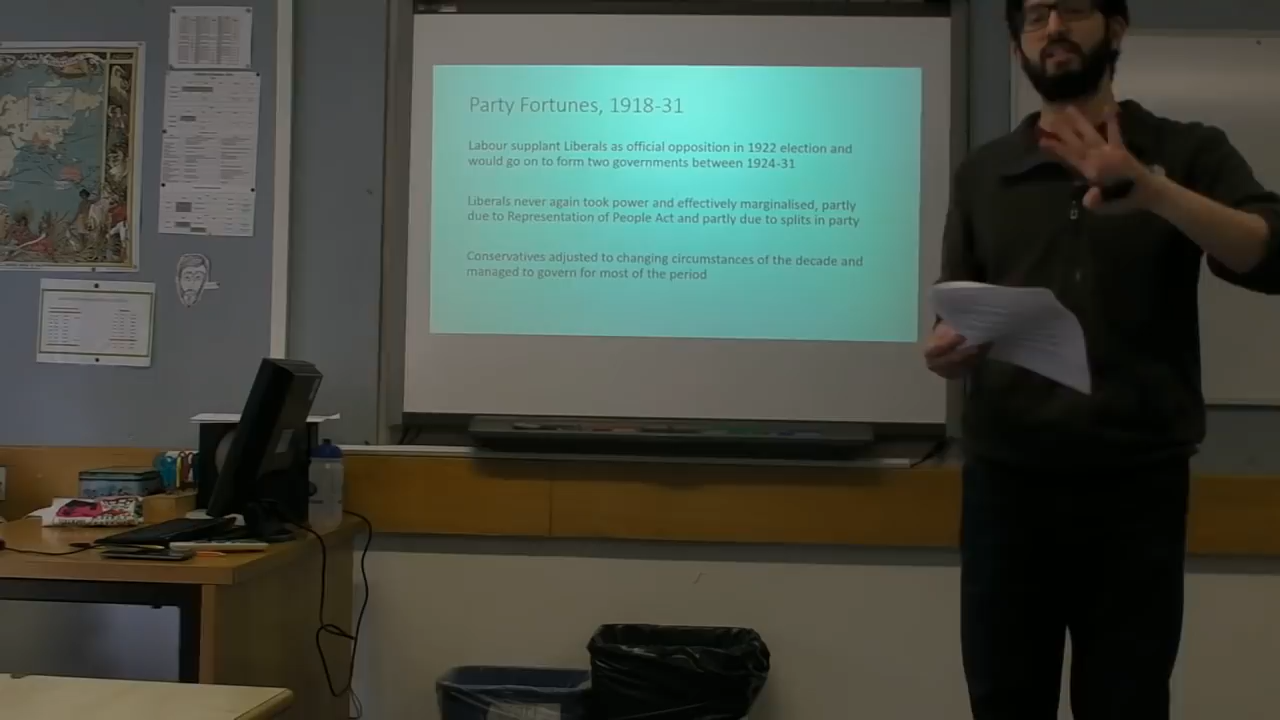 Party Fortunes, 1918-31
Labour supplant Liberals as official opposition in 1922 election and
would go on to form two governments between 1924-31
Liberals never again took power and effectively marginalised, partly
due to Representation of People Act and partly due to splits in party
Conservatives adjusted to changing circumstances of the decade and
managed to govern for most of the period